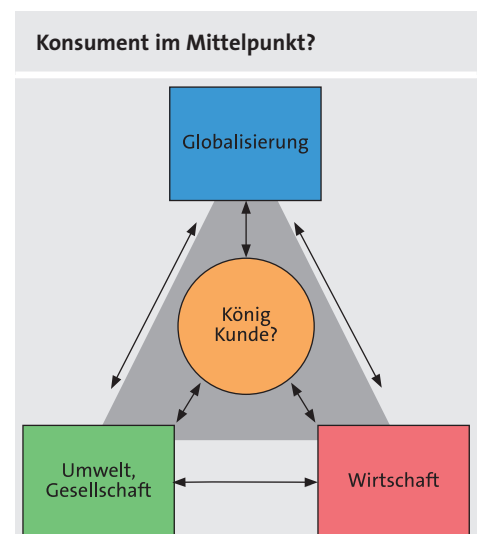 Konsument im Mittelpunkt?
Globalisierung
König
Kunde?
Umwelt,
Gesellschaft
Wirtschaft